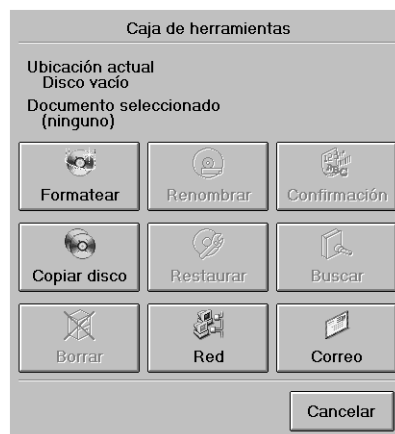 Caja de herramientas
Ubicación actual
Disco vacío
Documento seleccionado
(ninguno)
Formatear
Renombrar
Confirmación
Copiar disco
Restaurar
Buscar
Borrar
Red
Correo
Cancelar